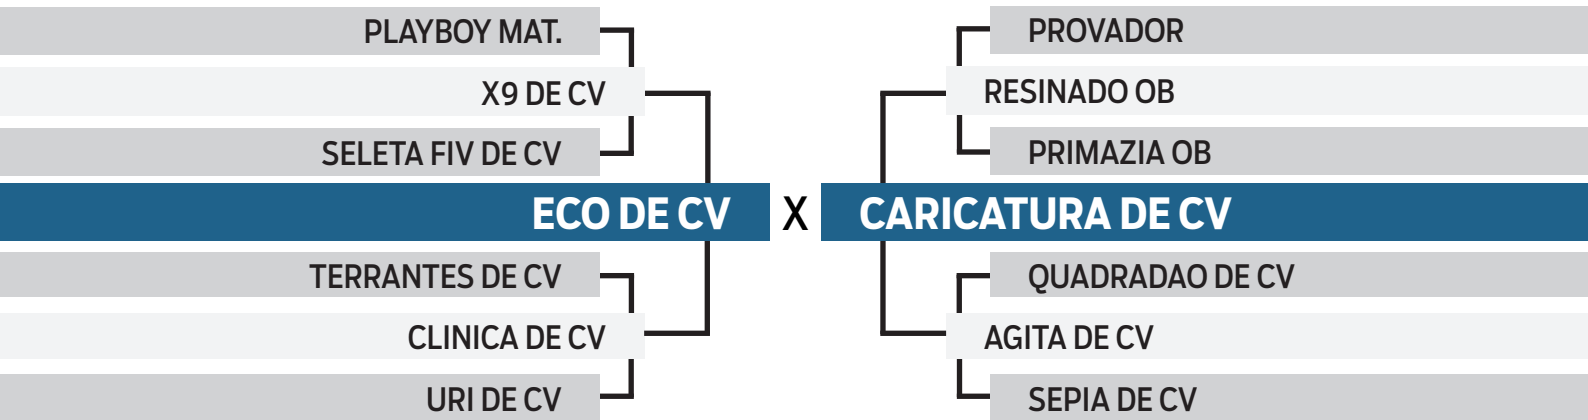 PLAYBOY MAT.
X9 DE CV
SELETA FIV DE CV
ECO DE CV
TERRANTES DE CV
CLINICA DE CV
URI DE CV
X
PROVADOR
RESINADO OB
PRIMAZIA OB
CARICATURA DE CV
QUADRADAO DE CV
AGITA DE CV
SEPIA DE CV